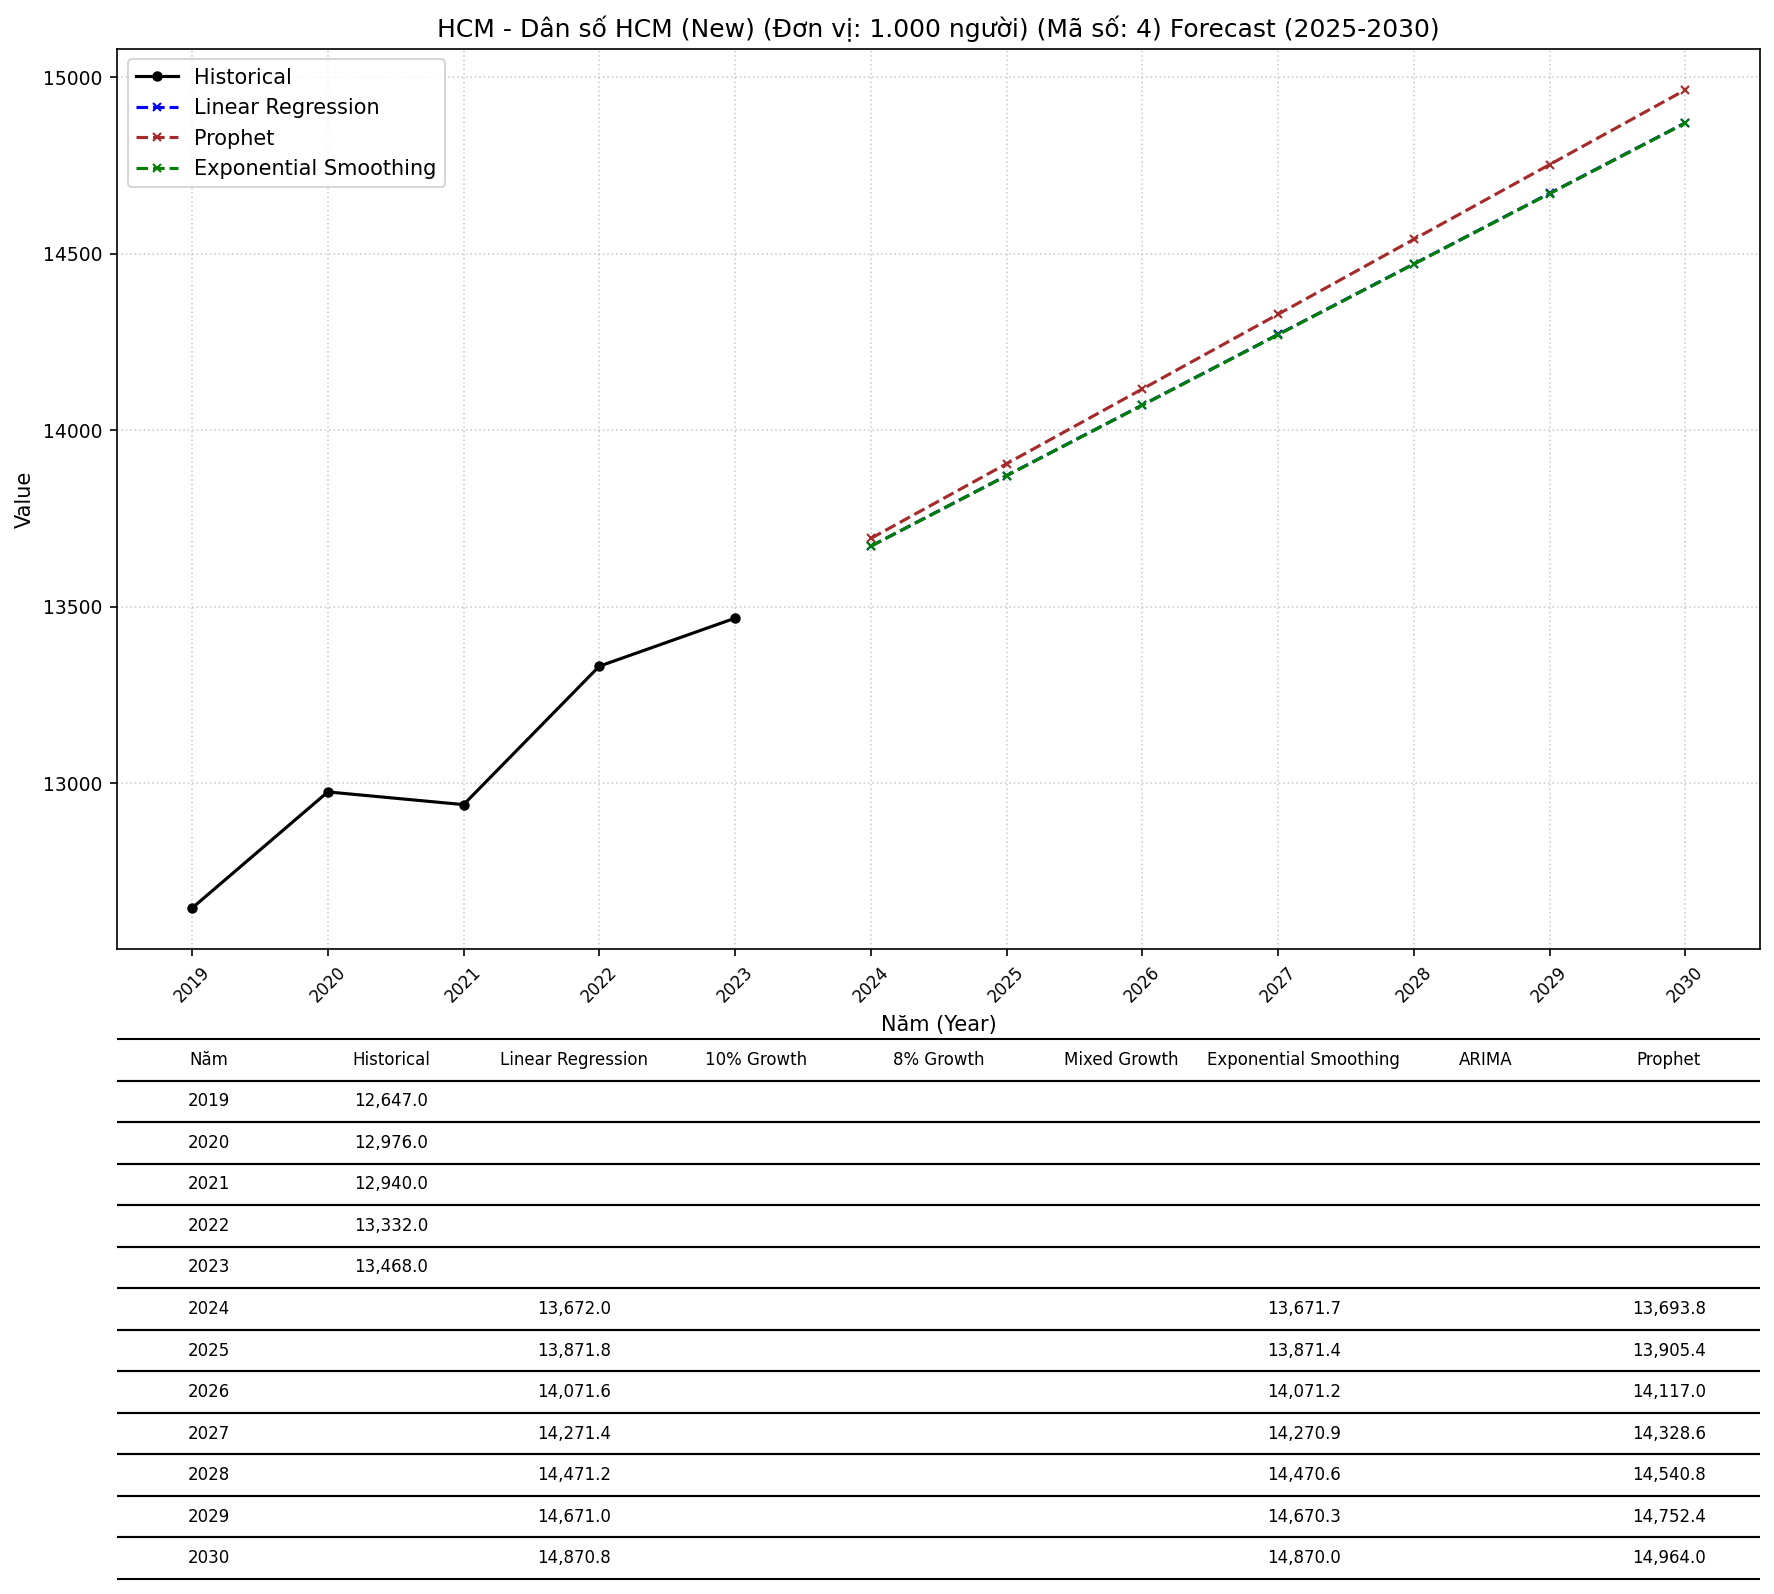 HCM - Dân số HCM (New) (Đơn vị: 1.000 người) (Mã số: 4) Forecast (2025-2030)
Historical
Linear Regression
Prophet
Exponential Smoothing
15000
14500
14000
13500
13000
Value
2019 2020 2021 2022 2023 2024 2025 2026 2027 2028 2029 2030
Năm (Year)
Năm Historical Linear Regression 10% Growth 8% Growth Mixed Growth Exponential Smoothing ARIMA Prophet
2019 12,647.0
2020 12,976.0
2021 12,940.0
2022 13,332.0
2023 13,468.0
2024 13,672.0 13,671.7 13,693.8
2025 13,871.8 13,871.4 13,905.4
2026 14,071.6 14,071.2 14,117.0
2027 14,271.4 14,270.9 14,328.6
2028 14,471.2 14,470.6 14,540.8
2029 14,671.0 14,670.3 14,752.4
2030 14,870.8 14,870.0 14,964.0